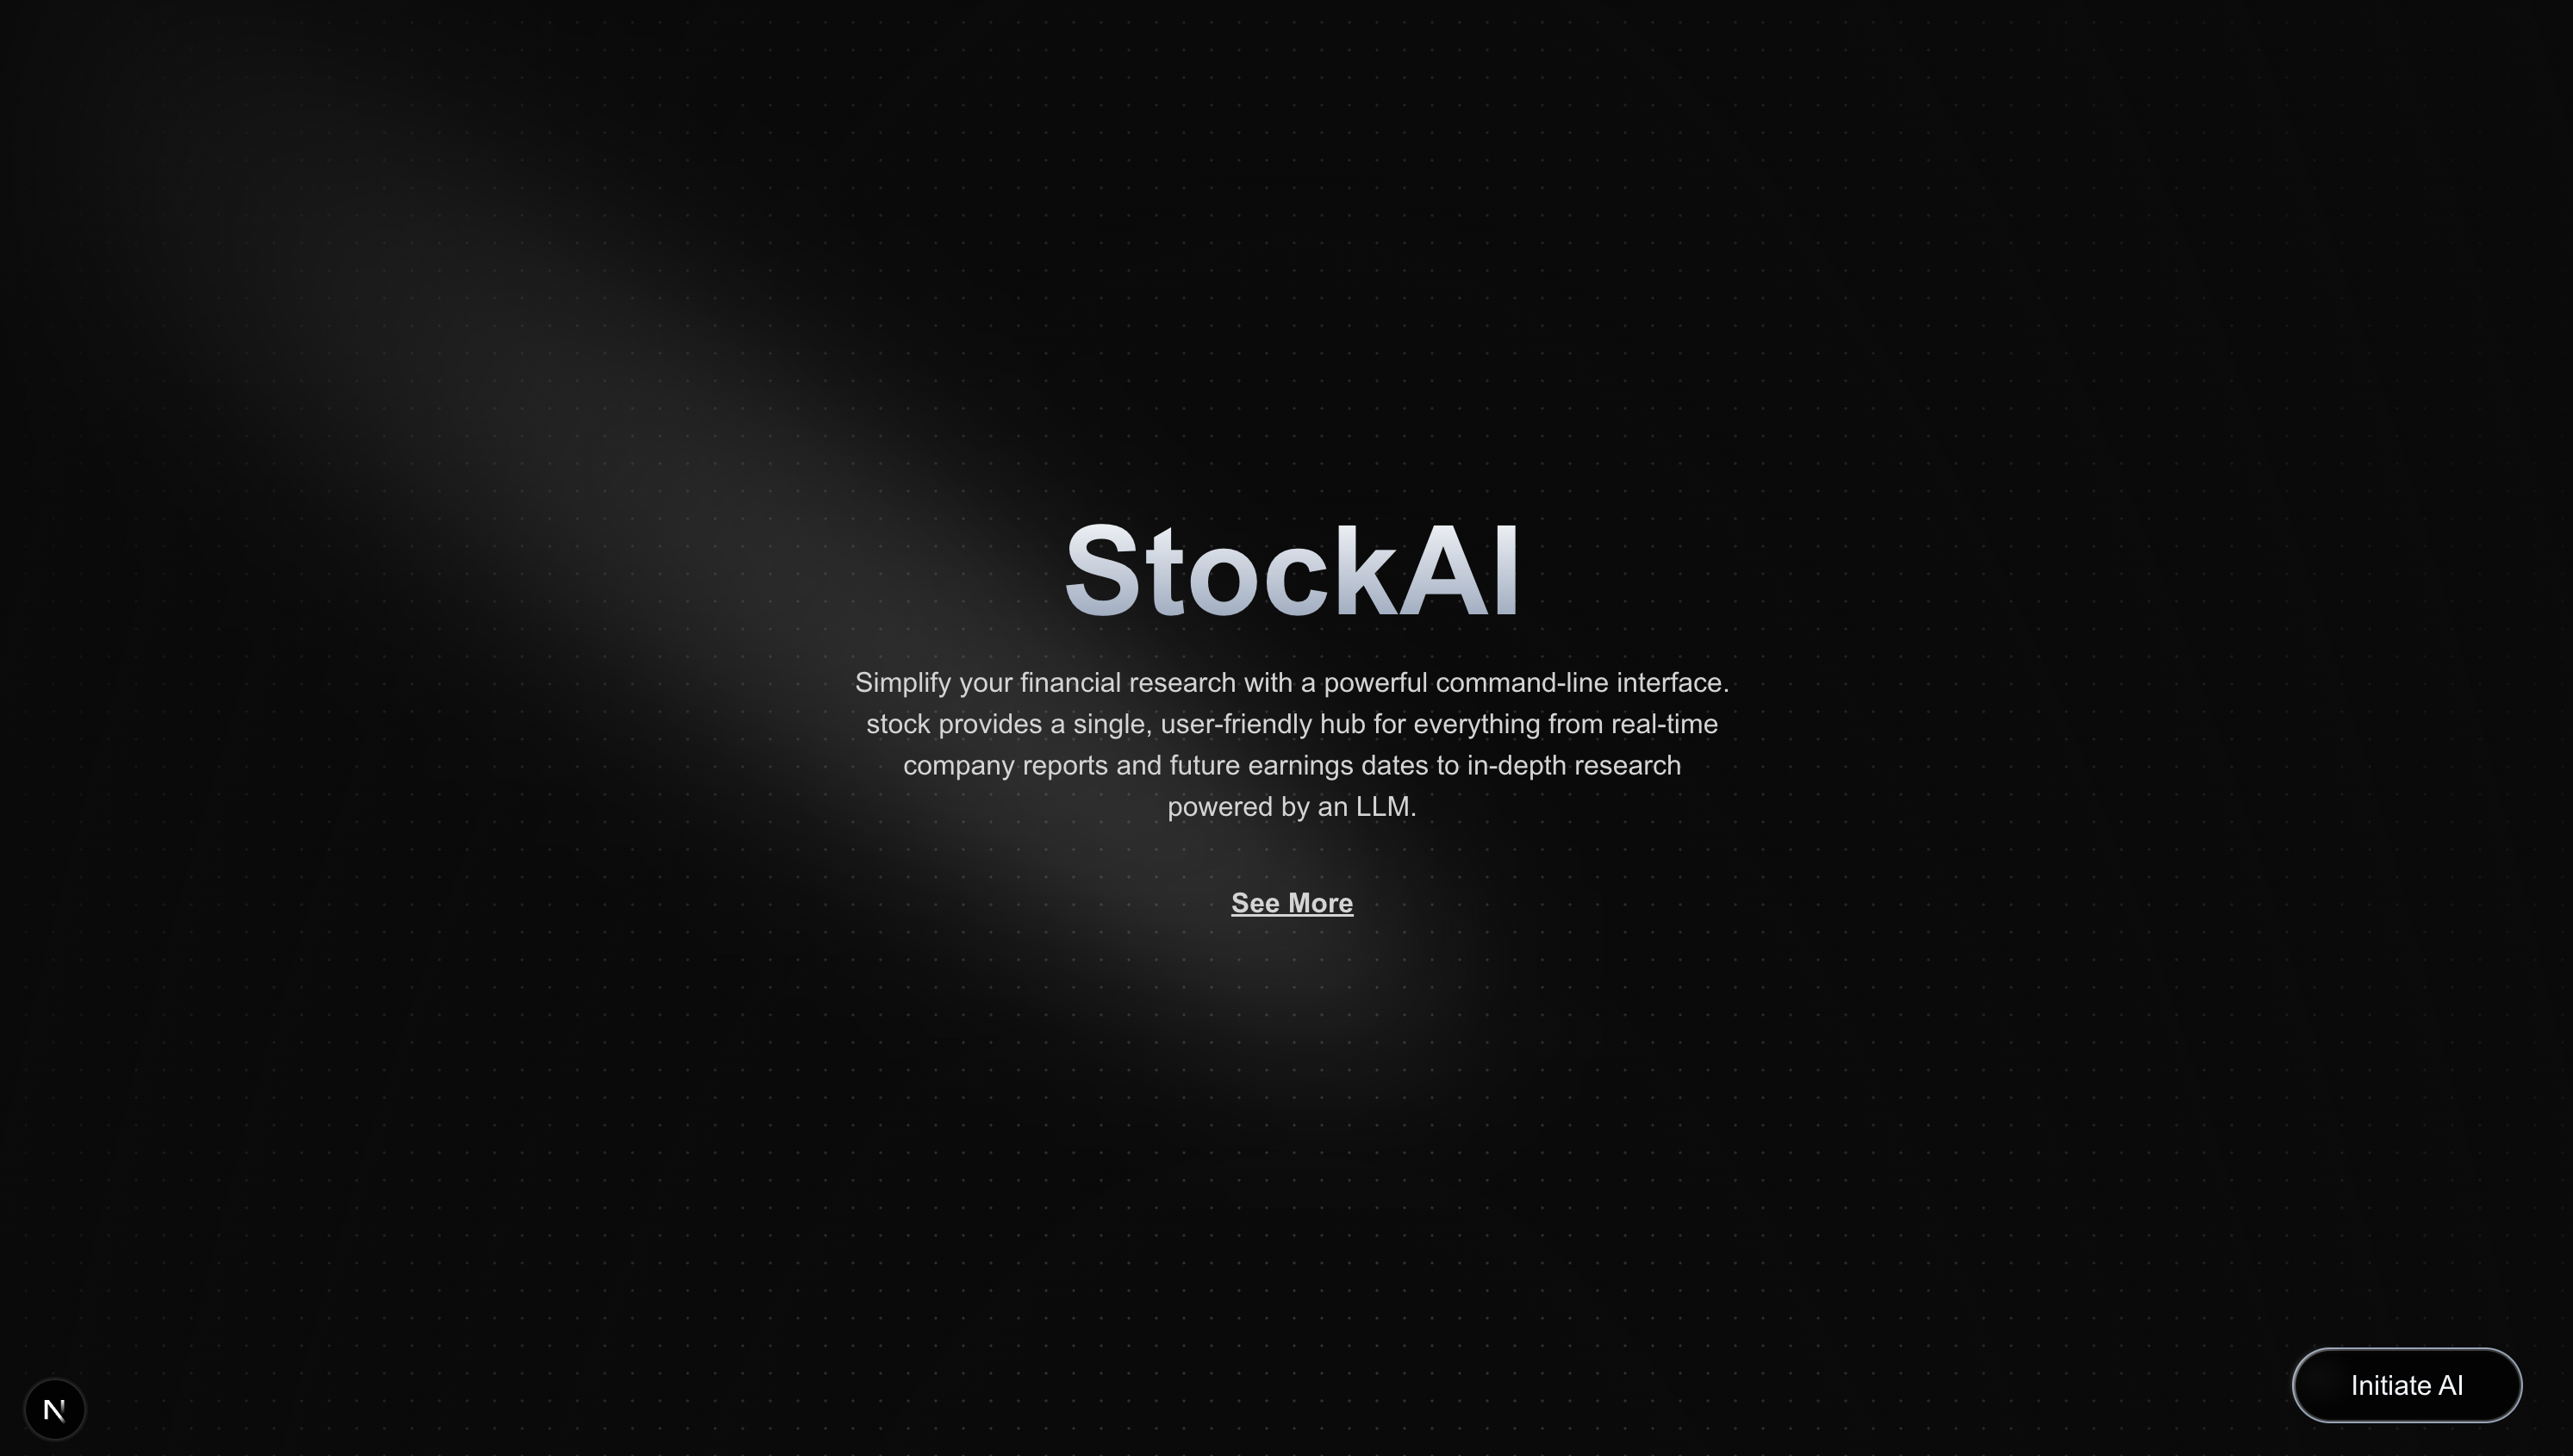 StockAI
Simplify your financial research with a powerful command-line interface.
stock provides a single, user-friendly hub for everything from real-time
company reports and future earnings dates to in-depth research
powered by an LLM.
See More
Initiate AI
N